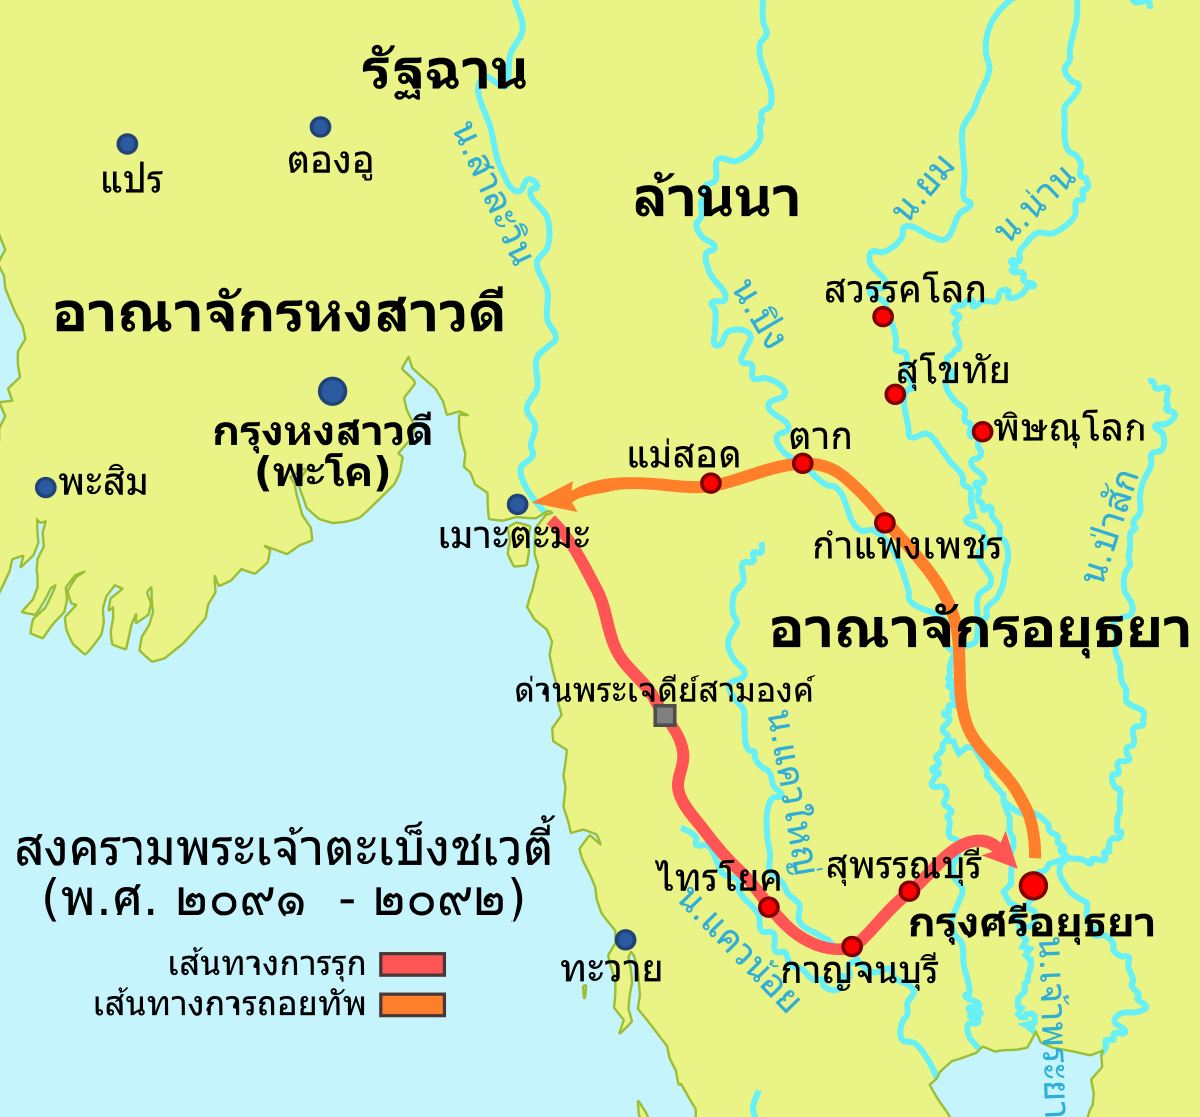 รัฐฉาน
แปร
ตองอู
น.สาละวิน
ล้านนา
น.ยม
น.น่าน
อาณาจักรหงสาวดี
น.ปิง
สวรรคโลก
สุโขทัย
กรุงหงสาวดี
(พะโค)
พิษณุโลก
ตาก
แม่สอด
พะสิม
เมาะตะมะ
กำแพงเพชร
น.ป่าสัก
อาณาจักรอยุธยา
ด่านพระเจดีย์สามองค์
น.แควใหญ่
สงครามพระเจ้าตะเบ็งชเวตี้
(พ.ศ. ๒๐๙๑ - ๒๐๙๒)
ไทรโยค
สุพรรณบุรี
น.แควน้อย
กรุงศรีอยุธยา
กาญจนบุรี
ทะวาย
น.เจ้าพระยา
เส้นทางการรุก
เส้นทางการถอยทัพ